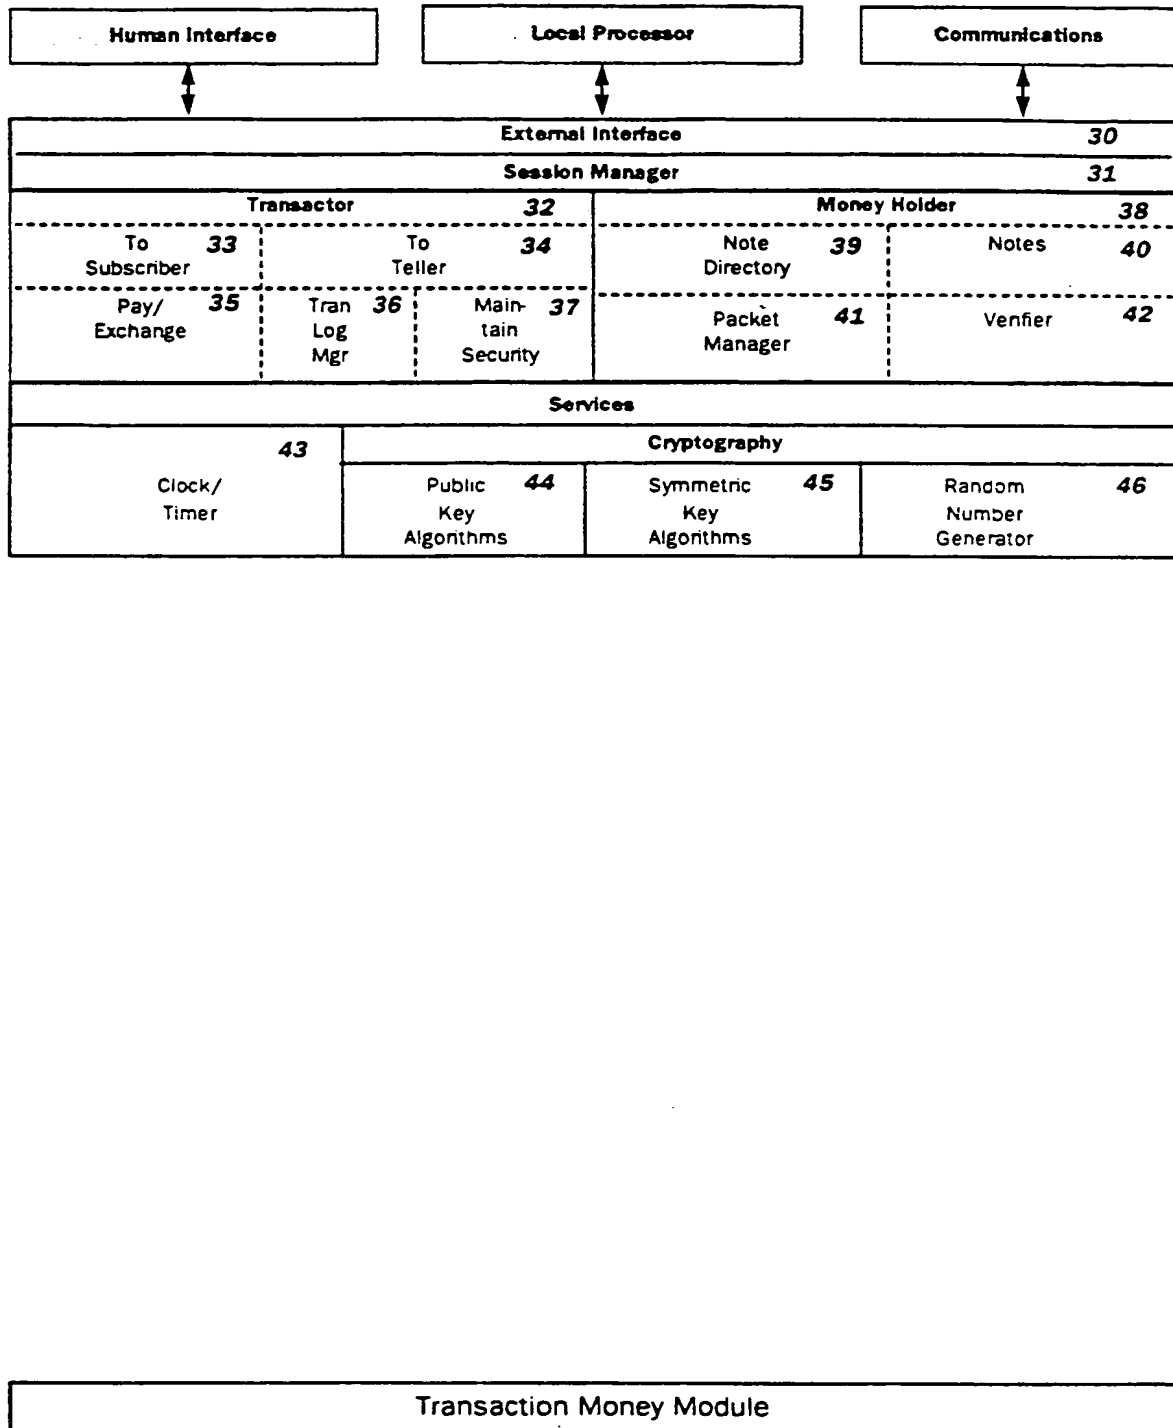 Human Interface
Local Processor
Communications
External Interface 30
Session Manager 31
Transactor 32
Money Holder 38
To 33
Subscriber
To 34
Teller
Note 39
Directory
Notes 40
Pay/ 35
Exchange
Tran 36
Log
Mgr
Main- 37
tain
Security
Packet 41
Manager
Verifier 42
Services
43
Clock/
Timer
Cryptography
Public 44
Key
Algorithms
Symmetric 45
Key
Algorithms
Random 46
Number
Generator
Transaction Money Module